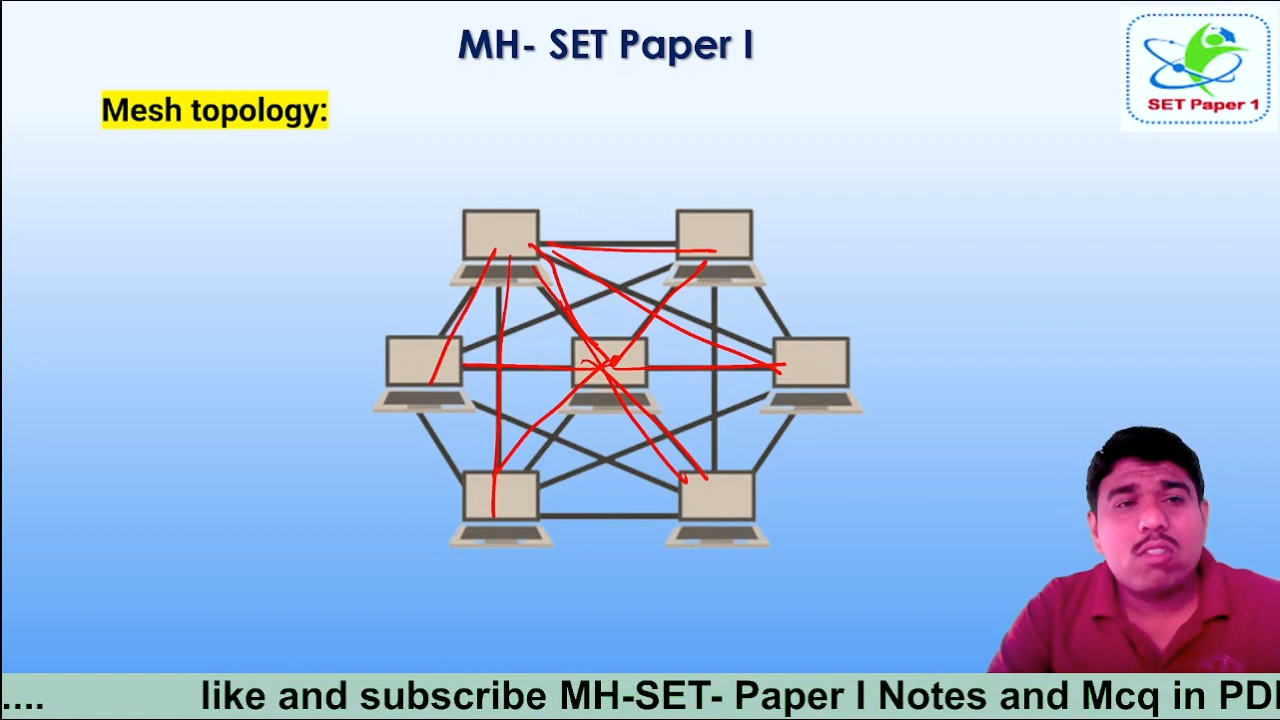 MH- SET Paper I
SET Paper 1
Mesh topology:
.... like and subscribe MH-SET- Paper I Notes and Mcq in PD